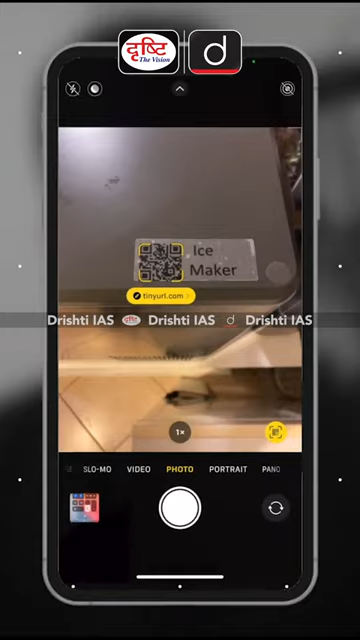 दृष्टि
The Vision
d
Ice
Maker
tinyurl.com
Drishti IAS दृष्टि Drishti IAS d Drishti IAS
1×
SLO-MO VIDEO PHOTO PORTRAIT PANO